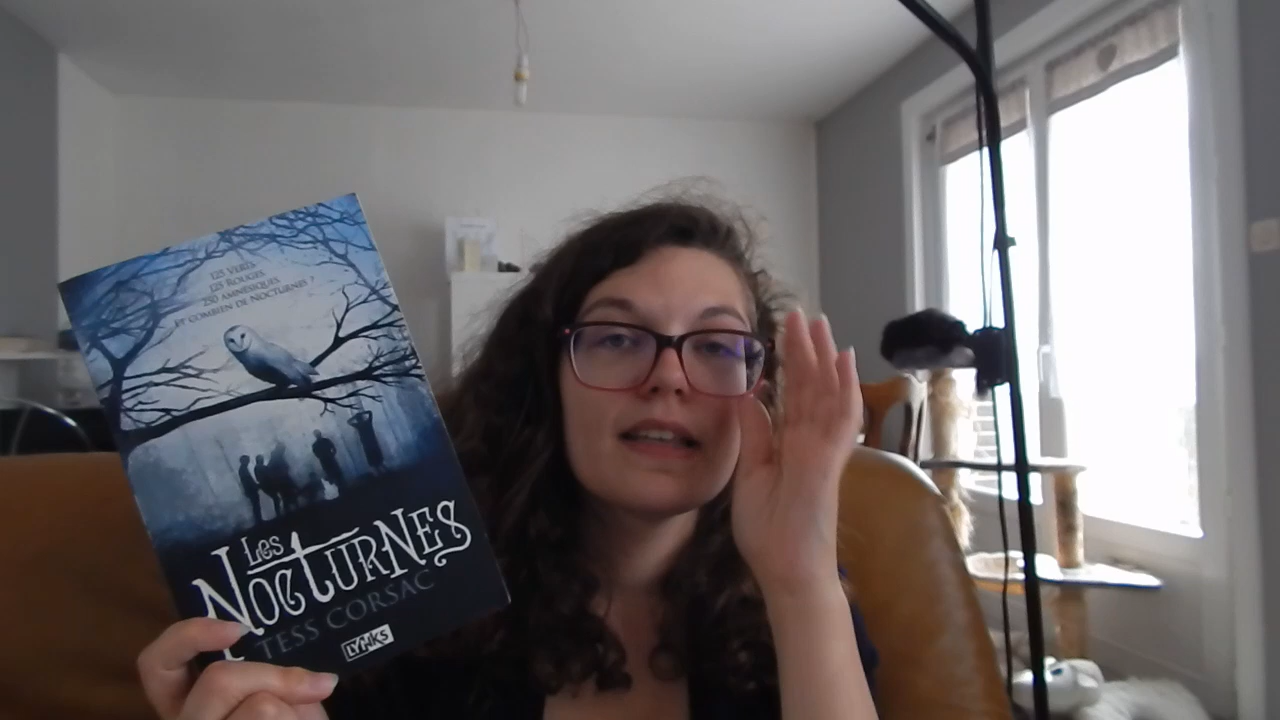 125 VERTS.
125 ROUGES.
250 AMNÉSIQUES.
ET COMBIEN DE NOCTURNES ?
Les
NOCTURNES
TESS CORSAC
LYNKS